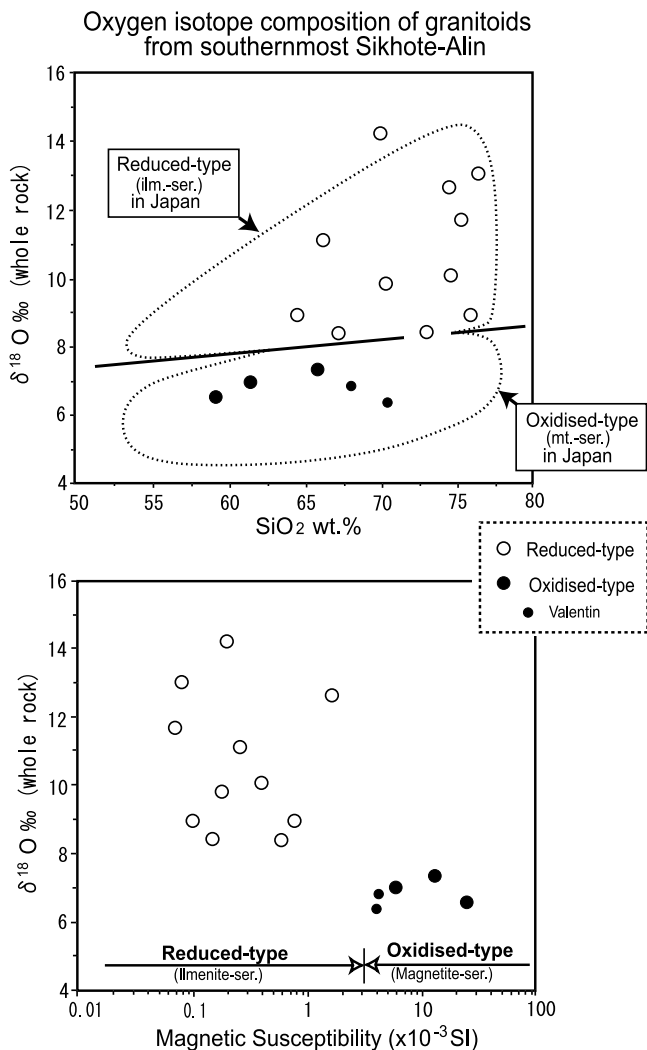 Oxygen isotope composition of granitoids
from southernmost Sikhote-Alin
16
14
12
10
8
6
4
δ¹⁸O‰ (whole rock)
Reduced-type
(ilm.-ser.)
in Japan
Oxidised-type
(mt.-ser.)
in Japan
50 55 60 65 70 75 80
SiO₂ wt.%
Reduced-type
Oxidised-type
Valentin
16
14
12
10
8
6
4
δ¹⁸O‰ (whole rock)
Reduced-type Oxidised-type
(Ilmenite-ser.) (Magnetite-ser.)
0.01 0.1 1 10 100
Magnetic Susceptibility (x10⁻³SI)